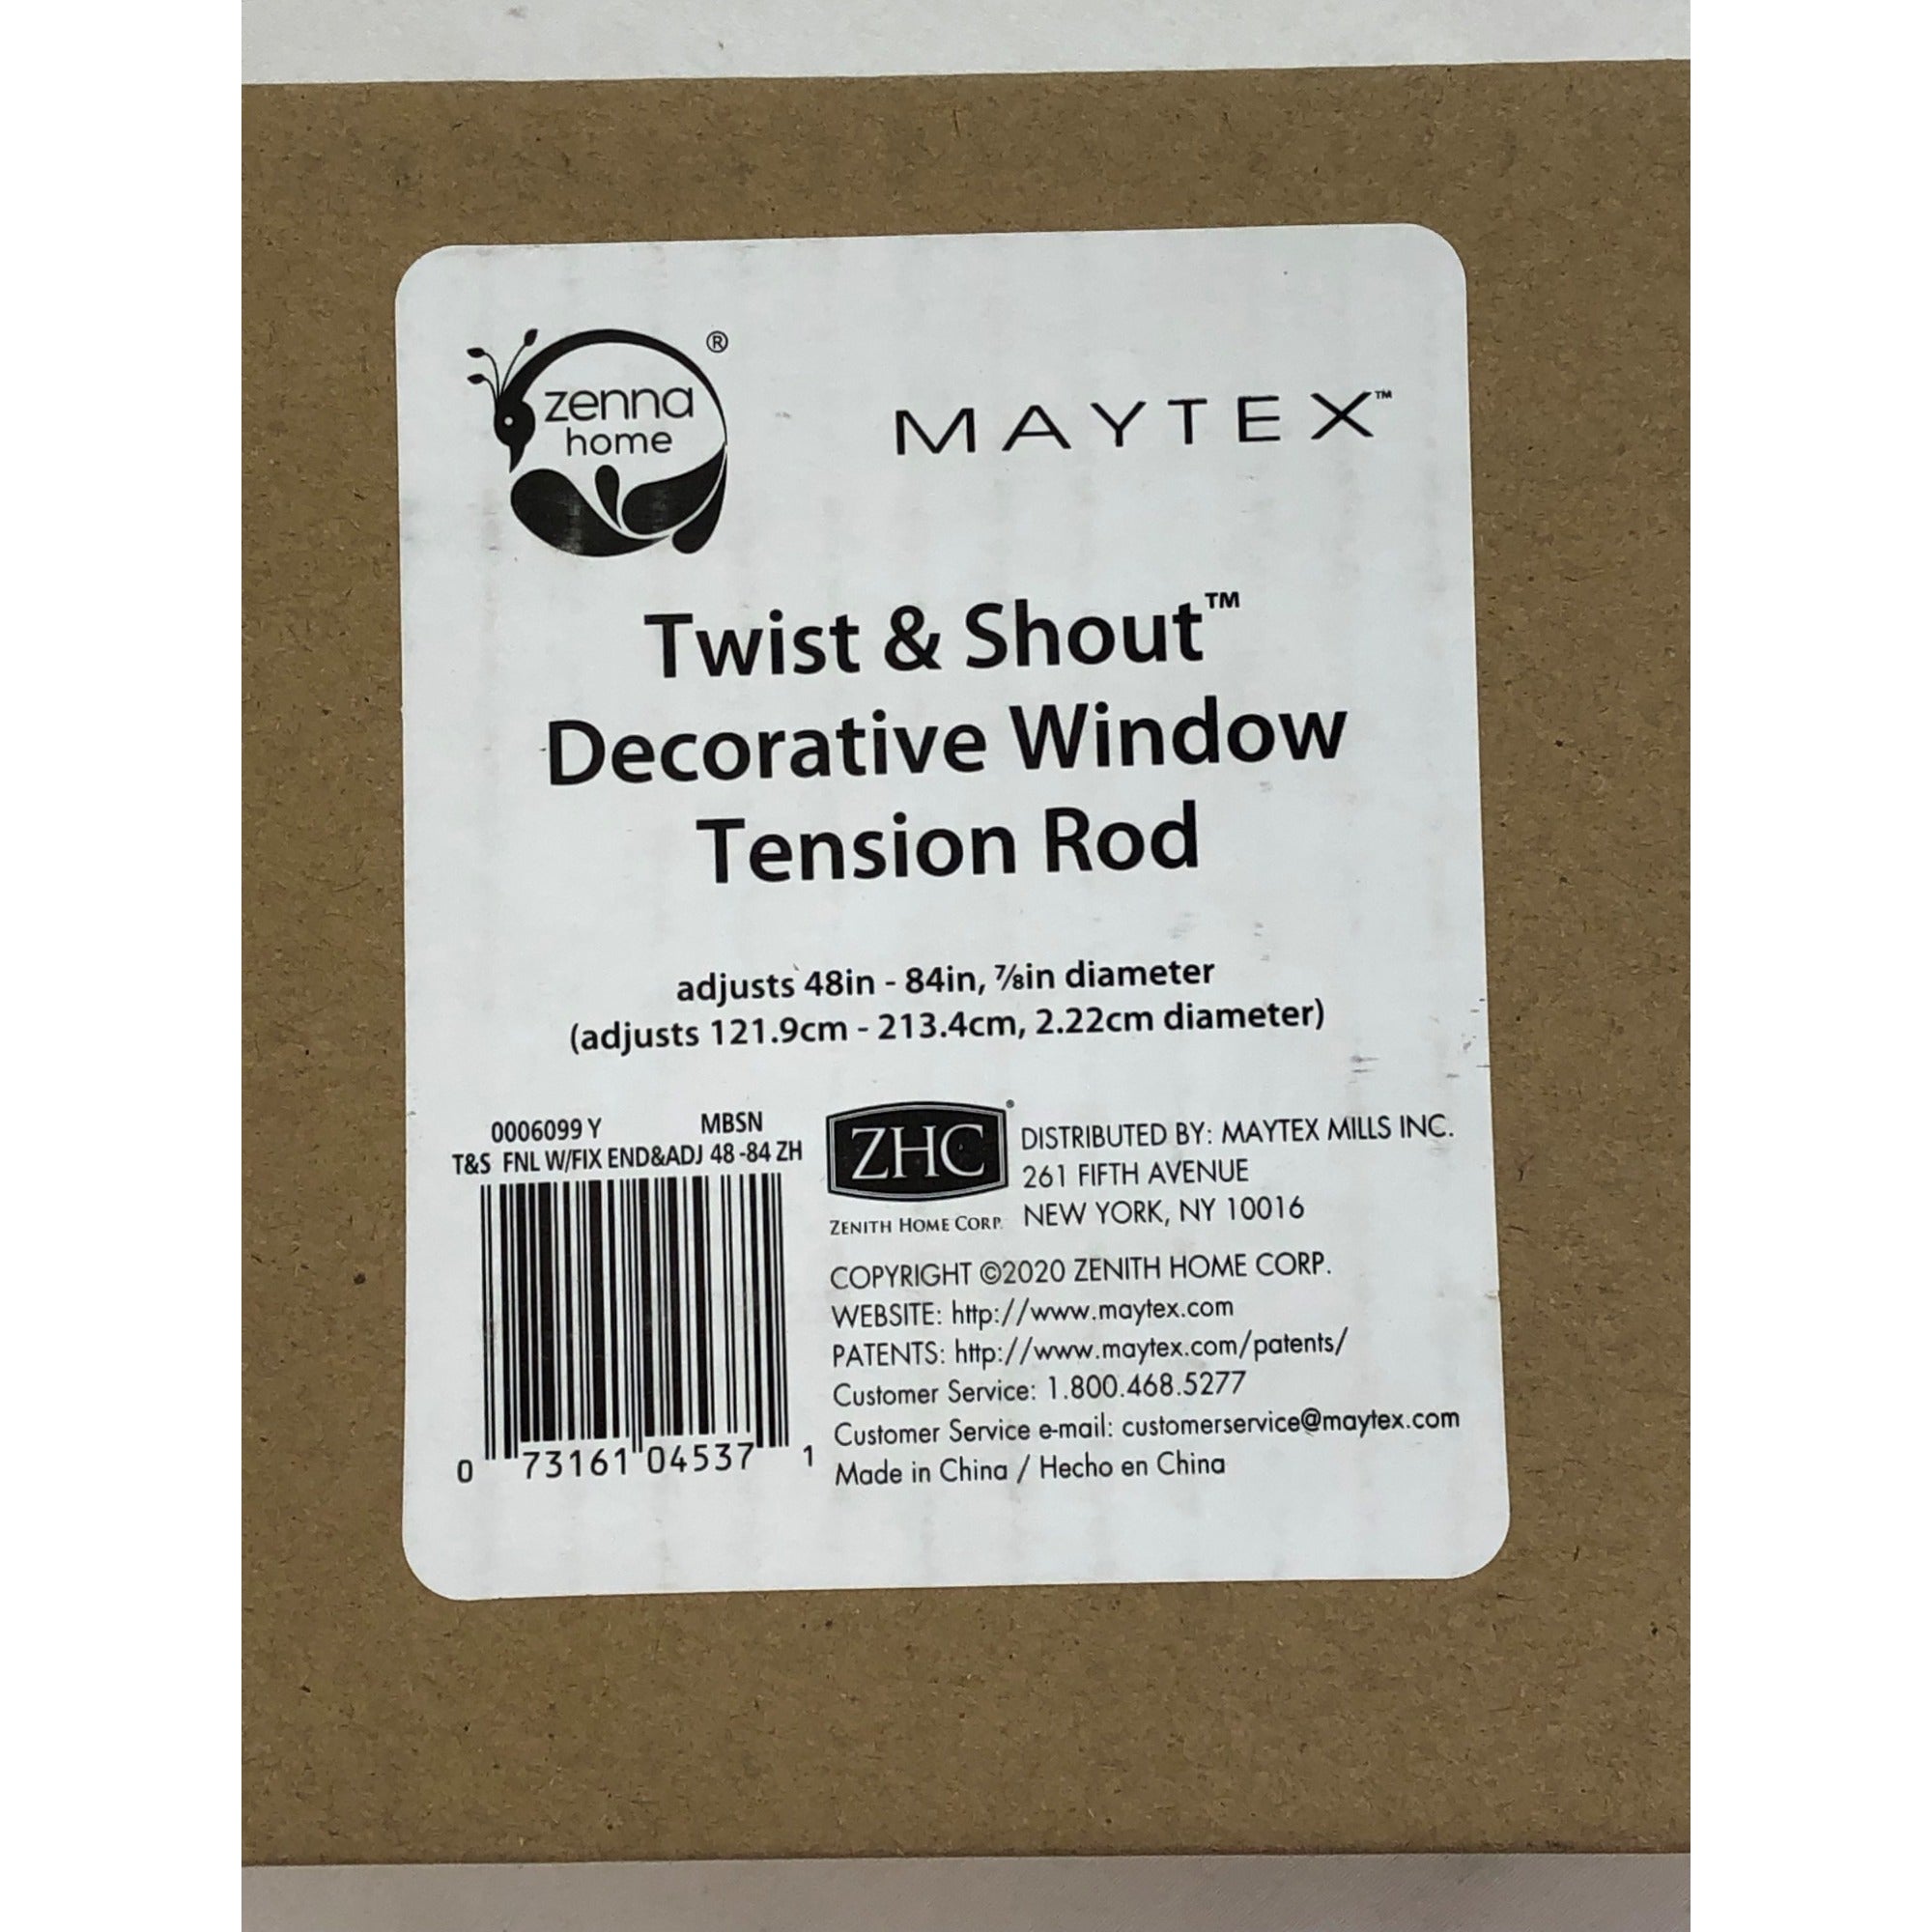 zenna
home
®
MAYTEX™
Twist & Shout™
Decorative Window
Tension Rod
adjusts 48in - 84in, ⅞in diameter
(adjusts 121.9cm - 213.4cm, 2.22cm diameter)
0006099 Y MBSN
T&S FNL W/FIX END&ADJ 48 -84 ZH
0 73161 04537 1
ZHC
ZENITH HOME CORP.
DISTRIBUTED BY: MAYTEX MILLS INC.
261 FIFTH AVENUE
NEW YORK, NY 10016
COPYRIGHT ©2020 ZENITH HOME CORP.
WEBSITE: http://www.maytex.com
PATENTS: http://www.maytex.com/patents/
Customer Service: 1.800.468.5277
Customer Service e-mail: customerservice@maytex.com
Made in China / Hecho en China